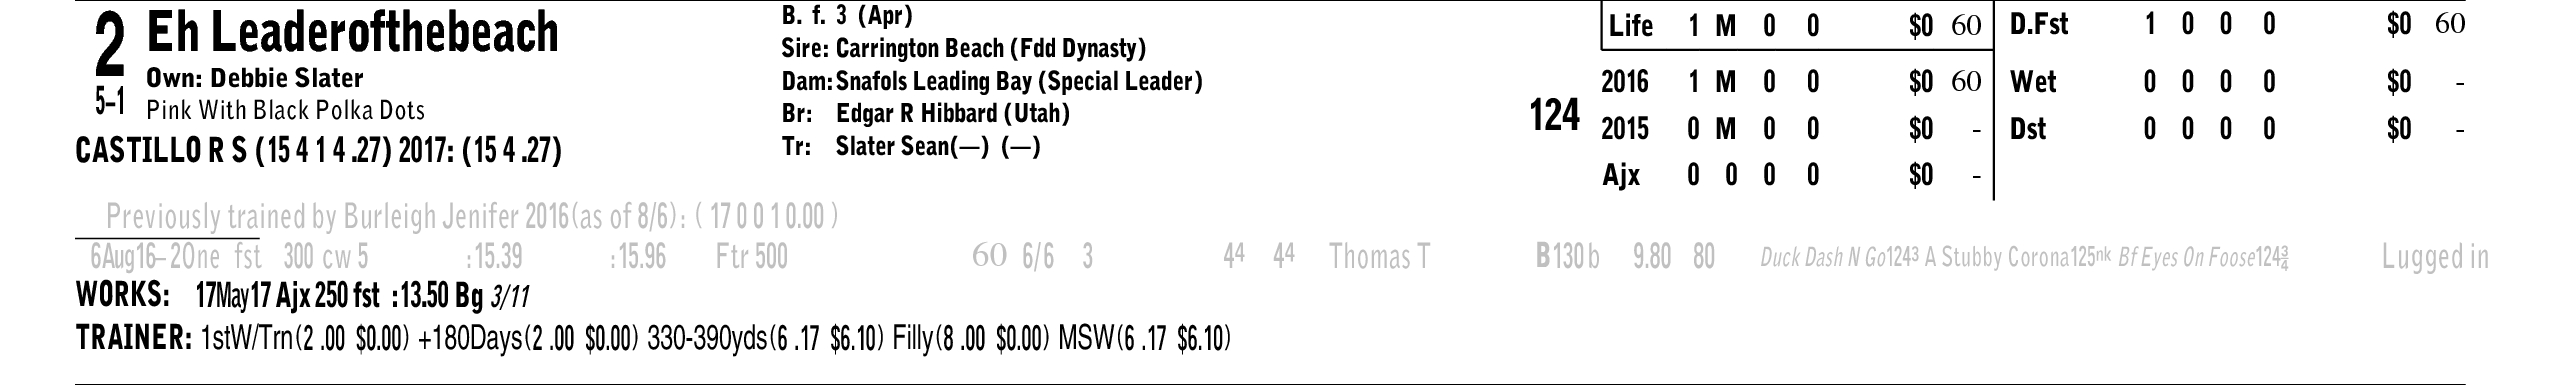 2 Eh Leaderofthebeach
Own: Debbie Slater
5–1 Pink With Black Polka Dots
CASTILLO R S (15 4 1 4 .27) 2017: (15 4 .27)
B. f. 3 (Apr)
Sire: Carrington Beach (Fdd Dynasty)
Dam: Snafols Leading Bay (Special Leader)
Br: Edgar R Hibbard (Utah)
Tr: Slater Sean(—) (—)
124
Life 1 M 0 0 $0 60
2016 1 M 0 0 $0 60
2015 0 M 0 0 $0 -
Ajx 0 0 0 0 $0 -
D.Fst 1 0 0 0 $0 60
Wet 0 0 0 0 $0 -
Dst 0 0 0 0 $0 -
Previously trained by Burleigh Jenifer 2016(as of 8/6): ( 17 0 0 1 0.00 )
6Aug16–2One fst 300 cw 5 :15.39 :15.96 Ftr 500 60 6/6 3 4⁴ 4⁴ Thomas T B130 b 9.80 80 Duck Dash N Go124³ A Stubby Corona125ⁿᵏ Bf Eyes On Foose124¾ Lugged in
WORKS: 17May17 Ajx 250 fst :13.50 Bg 3/11
TRAINER: 1stW/Trn(2 .00 $0.00) +180Days(2 .00 $0.00) 330-390yds(6 .17 $6.10) Filly(8 .00 $0.00) MSW(6 .17 $6.10)